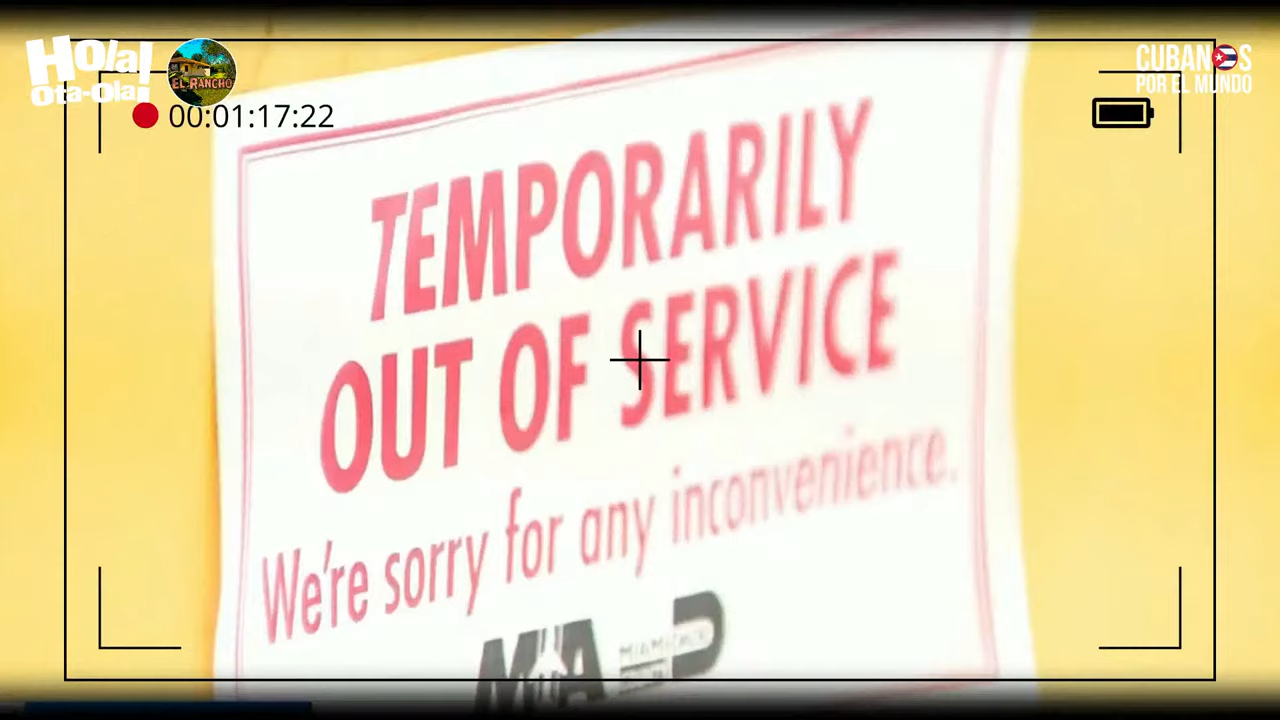 Hola!
Ota-Ola!
EL RANCHO
CUBANOS
POR EL MUNDO
00:01:17:22
TEMPORARILY
OUT OF SERVICE
We're sorry for any inconvenience.
MIA